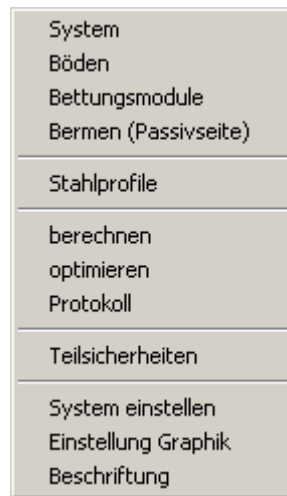 System
Böden
Bettungsmodule
Bermen (Passivseite)
Stahlprofile
berechnen
optimieren
Protokoll
Teilsicherheiten
System einstellen
Einstellung Graphik
Beschriftung